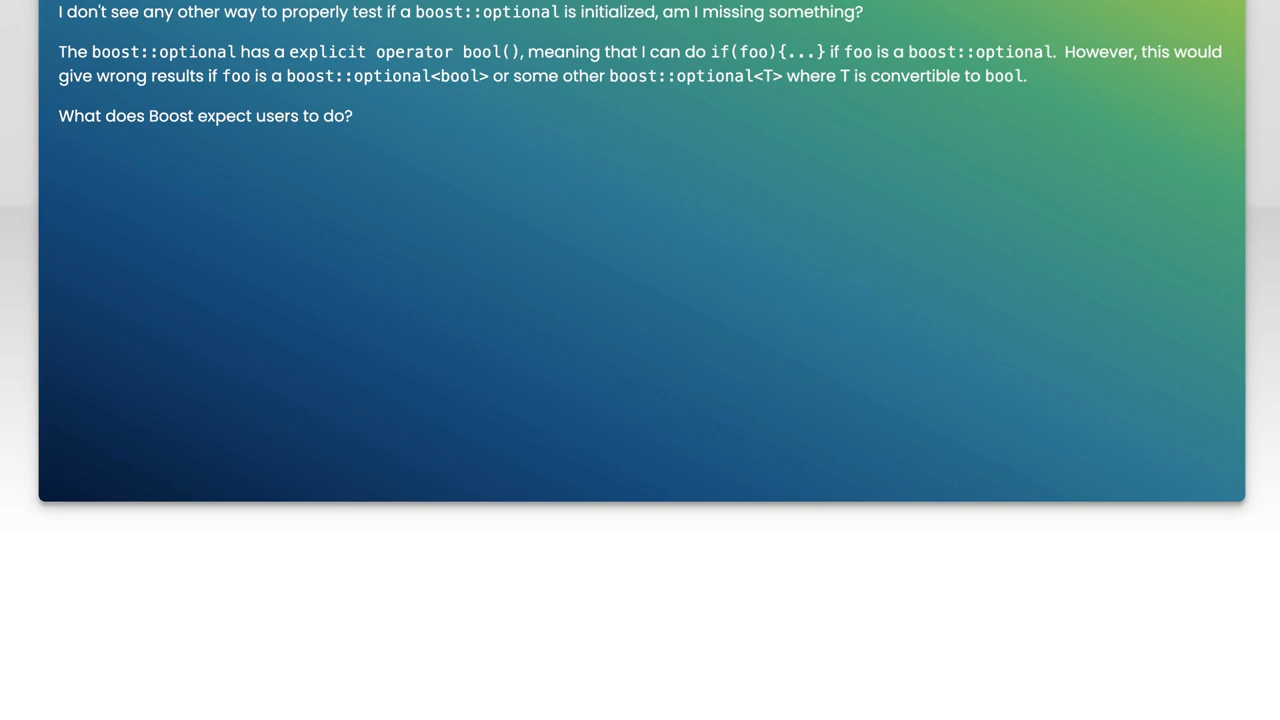 I don't see any other way to properly test if a boost::optional is initialized, am I missing something?
The boost::optional has a explicit operator bool(), meaning that I can do if(foo){...} if foo is a boost::optional.  However, this would
give wrong results if foo is a boost::optional<bool> or some other boost::optional<T> where T is convertible to bool.
What does Boost expect users to do?